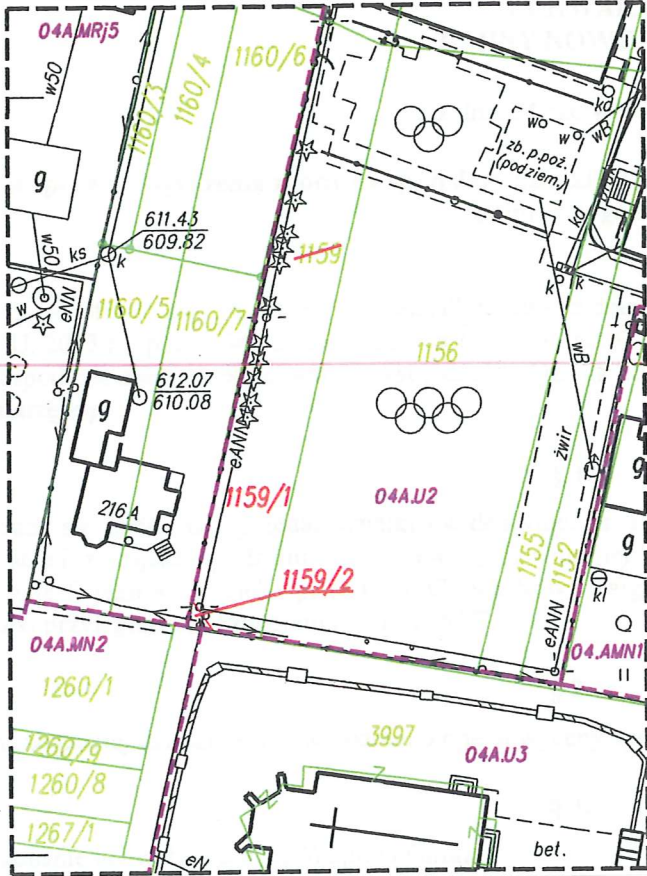 04A.MRj5
w50
1160/3
1160/4
1160/6
kd
wo
w
wB
zb. p.poż.
(podziem.)
g
611.43
609.82
1159
kd
w50
ks
k
k
k
w
eNN
1160/5
1160/7
1156
wB
612.07
610.08
g
eANN
żwir
g
216A
1159/1
04A.U2
g
1155
1152
kl
1159/2
eANN
04A.MN2
04.AMN1
1260/1
3997
04A.U3
1260/9
1260/8
1267/1
eN
bet.